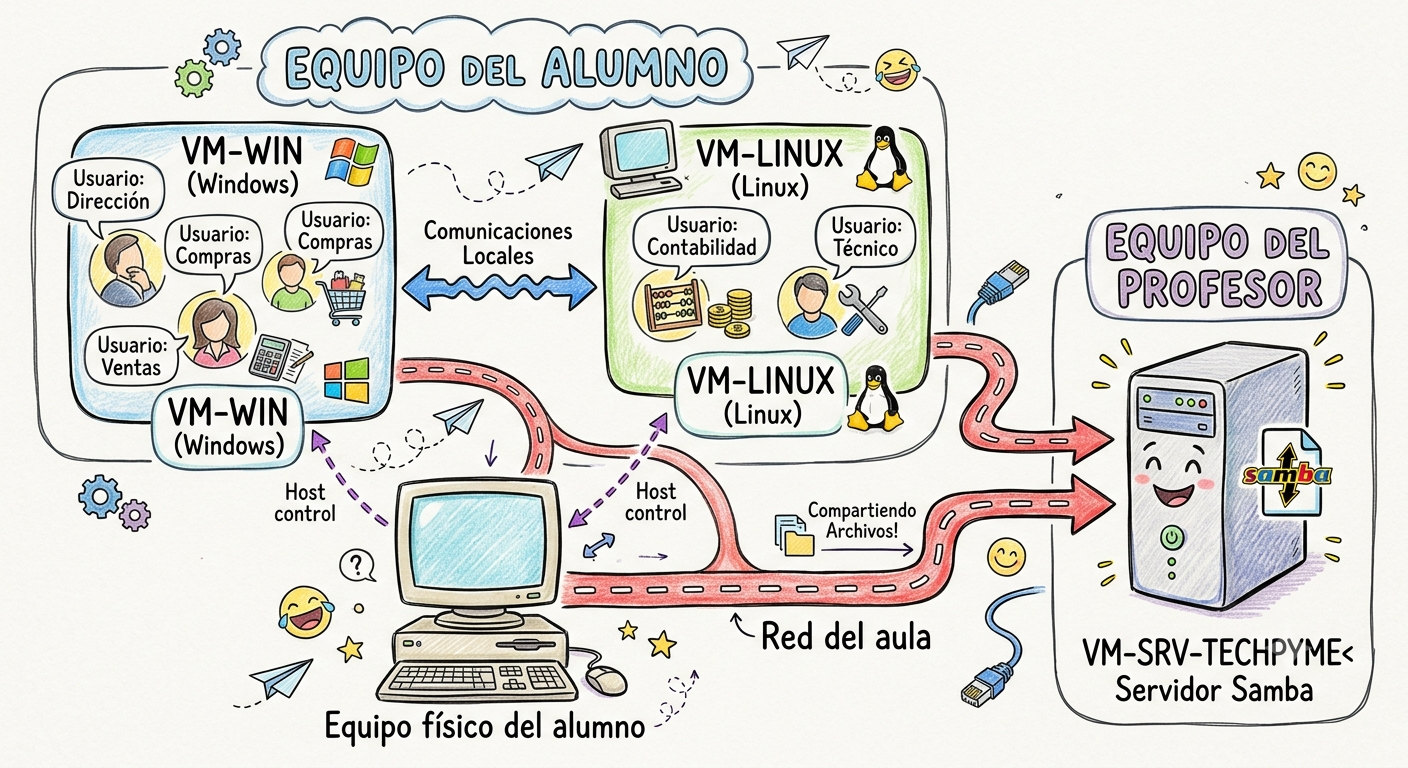 EQUIPO DEL ALUMNO
VM-WIN
(Windows)
Usuario:
Dirección
Usuario:
Compras
Usuario:
Compras
Usuario:
Ventas
VM-WIN
(Windows)
Comunicaciones
Locales
VM-LINUX
(Linux)
Usuario:
Contabilidad
Usuario:
Técnico
VM-LINUX
(Linux)
Host
control
Host
control
?
Compartiendo
Archivos!
Red del aula
Equipo físico del alumno
EQUIPO DEL
PROFESOR
samba
VM-SRV-TECHPYME<
Servidor Samba